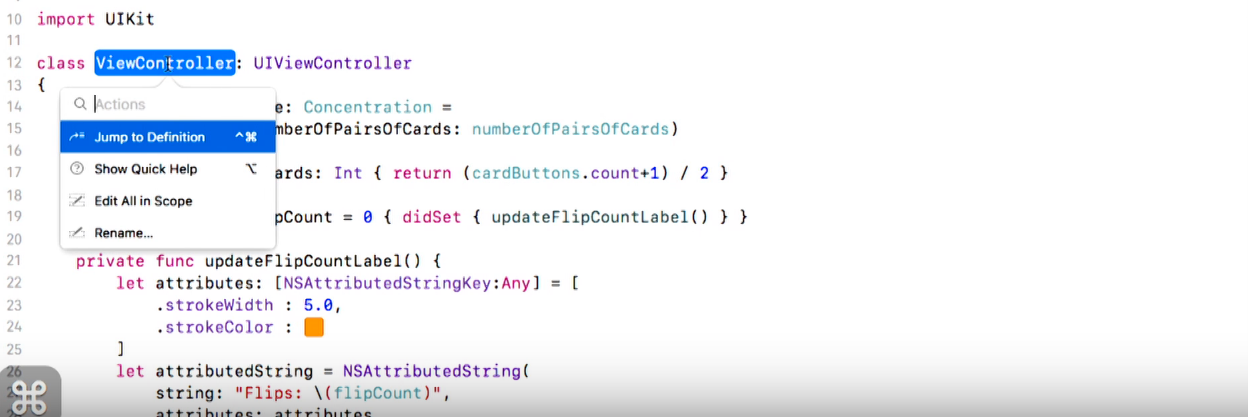 10 import UIKit
11
12 class ViewController: UIViewController
13 {
Actions
14 e: Concentration =
Jump to Definition ^⌘
15 mberOfPairsOfCards: numberOfPairsOfCards)
16
Show Quick Help ⌥
17 ards: Int { return (cardButtons.count+1) / 2 }
18
Edit All in Scope
19 pCount = 0 { didSet { updateFlipCountLabel() } }
20
Rename...
21 private func updateFlipCountLabel() {
22 let attributes: [NSAttributedStringKey:Any] = [
23 .strokeWidth : 5.0,
24 .strokeColor :
25 ]
26 let attributedString = NSAttributedString(
string: "Flips: \(flipCount)",
attributes: attributes
⌘